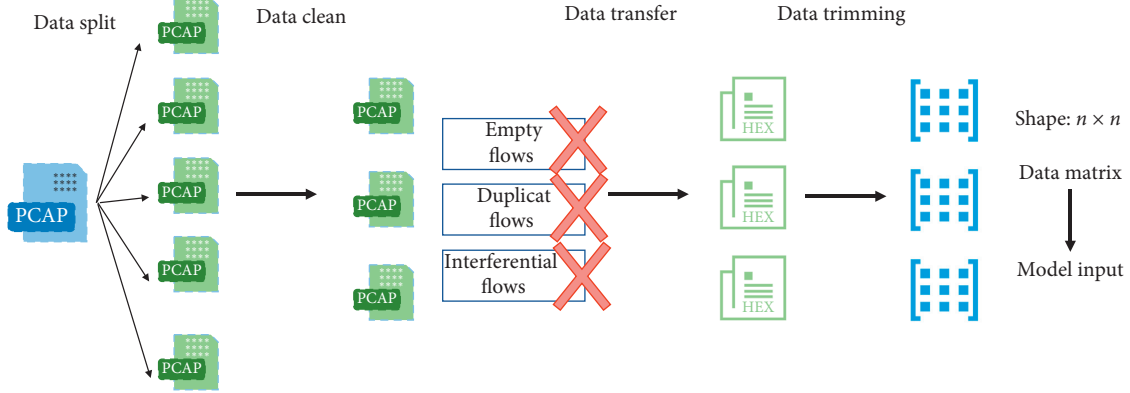 Data split
Data clean
Data transfer
Data trimming
PCAP
PCAP
PCAP
PCAP
PCAP
PCAP
PCAP
PCAP
PCAP
Empty
flows
Duplicat
flows
Interferential
flows
HEX
HEX
HEX
Shape: n × n
Data matrix
Model input